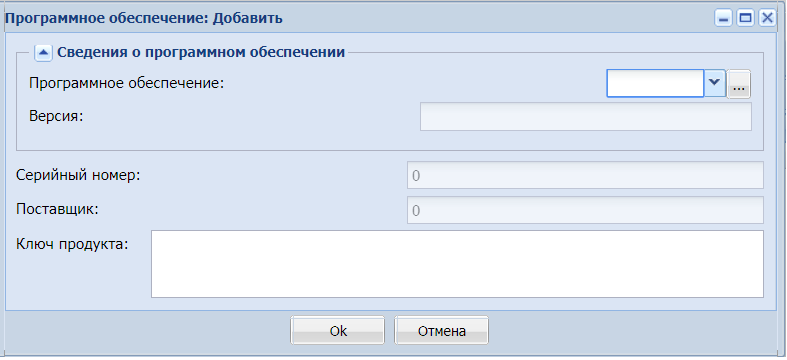 Программное обеспечение: Добавить
Сведения о программном обеспечении
Программное обеспечение:
...
Версия:
Серийный номер: 0
Поставщик: 0
Ключ продукта:
Ok Отмена